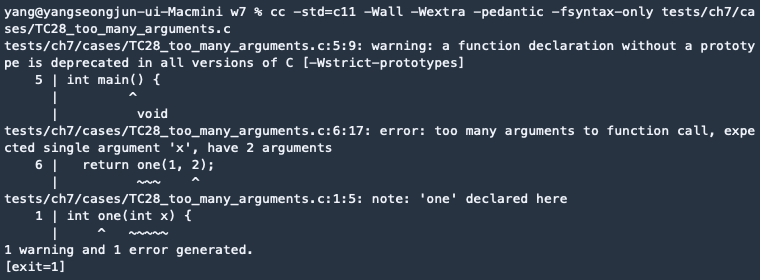 yang@yangseongjun-ui-Macmini w7 % cc -std=c11 -Wall -Wextra -pedantic -fsyntax-only tests/ch7/ca
ses/TC28_too_many_arguments.c
tests/ch7/cases/TC28_too_many_arguments.c:5:9: warning: a function declaration without a prototy
pe is deprecated in all versions of C [-Wstrict-prototypes]
    5 | int main() {
      |         ^
      |          void
tests/ch7/cases/TC28_too_many_arguments.c:6:17: error: too many arguments to function call, expe
cted single argument 'x', have 2 arguments
    6 |   return one(1, 2);
      |          ~~~    ^
tests/ch7/cases/TC28_too_many_arguments.c:1:5: note: 'one' declared here
    1 | int one(int x) {
      |     ^   ~~~~~
1 warning and 1 error generated.
[exit=1]